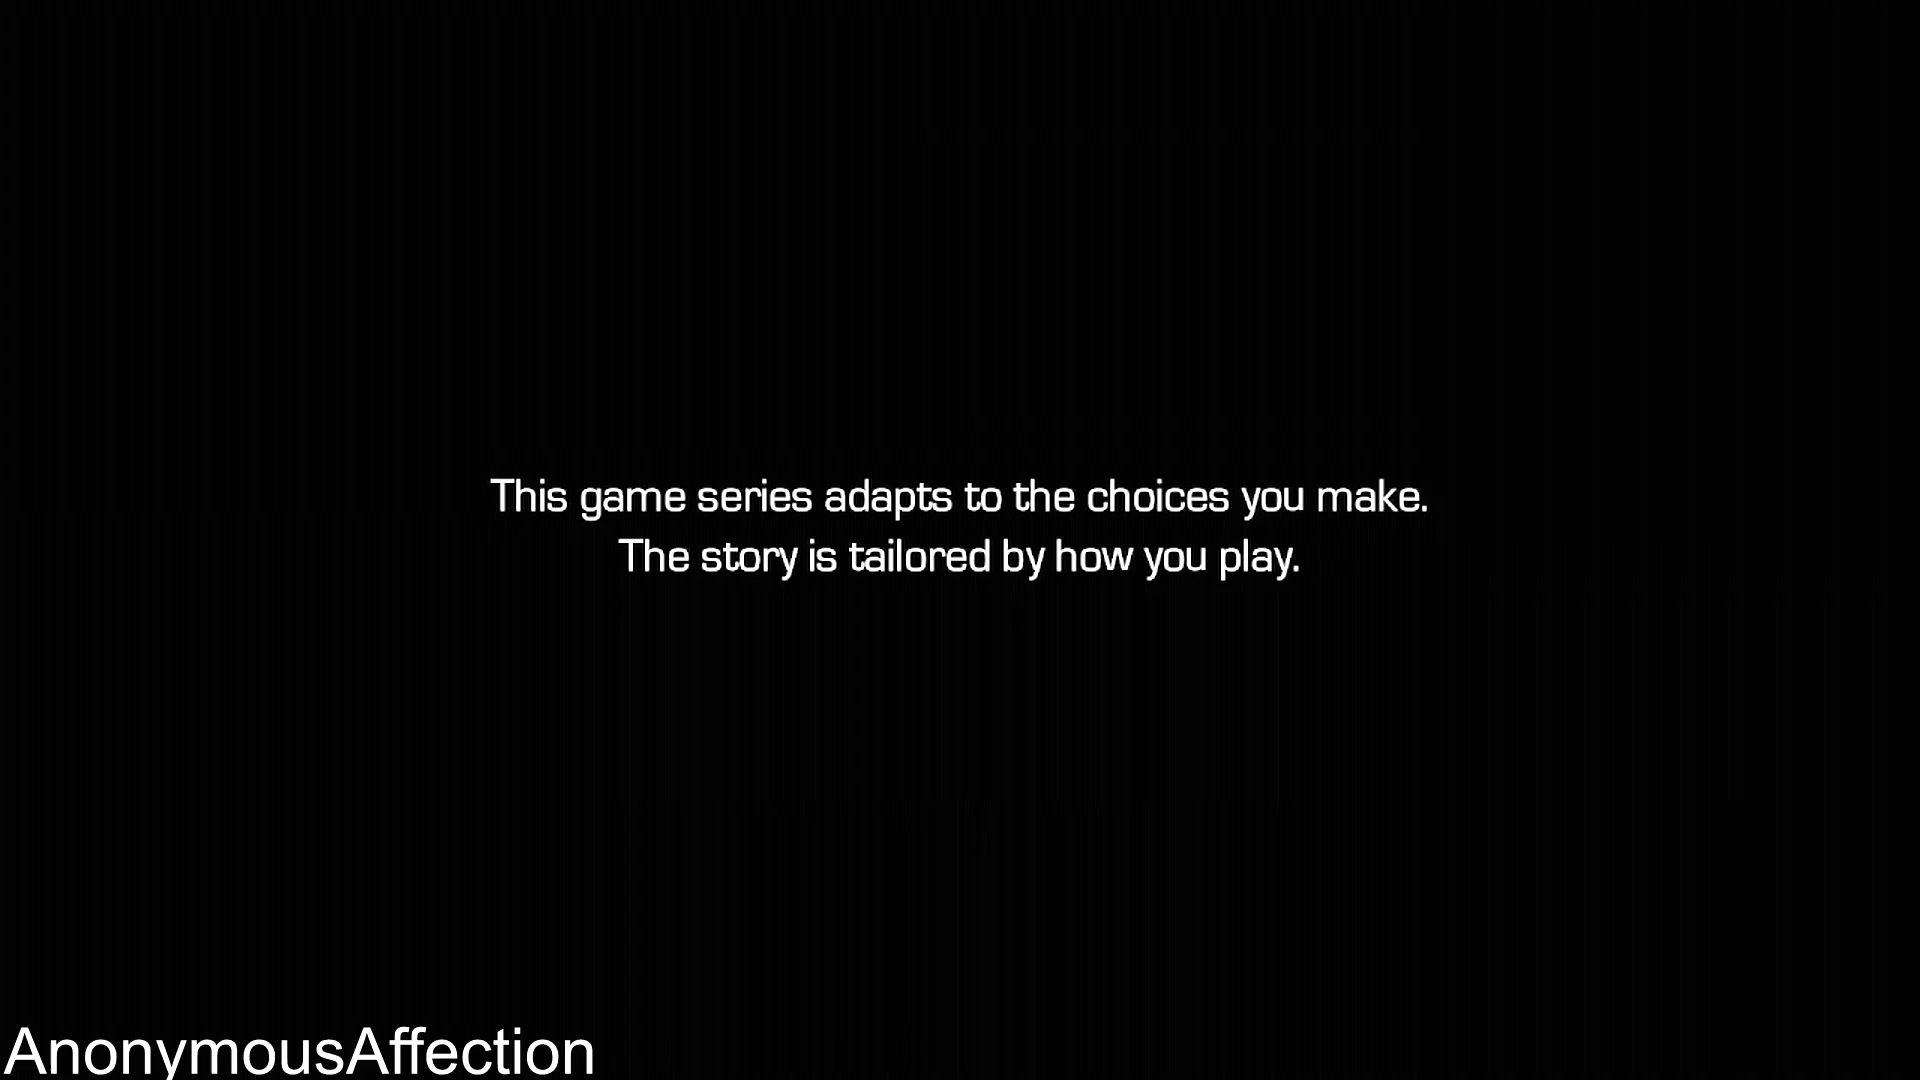 This game series adapts to the choices you make.
The story is tailored by how you play.
AnonymousAffection